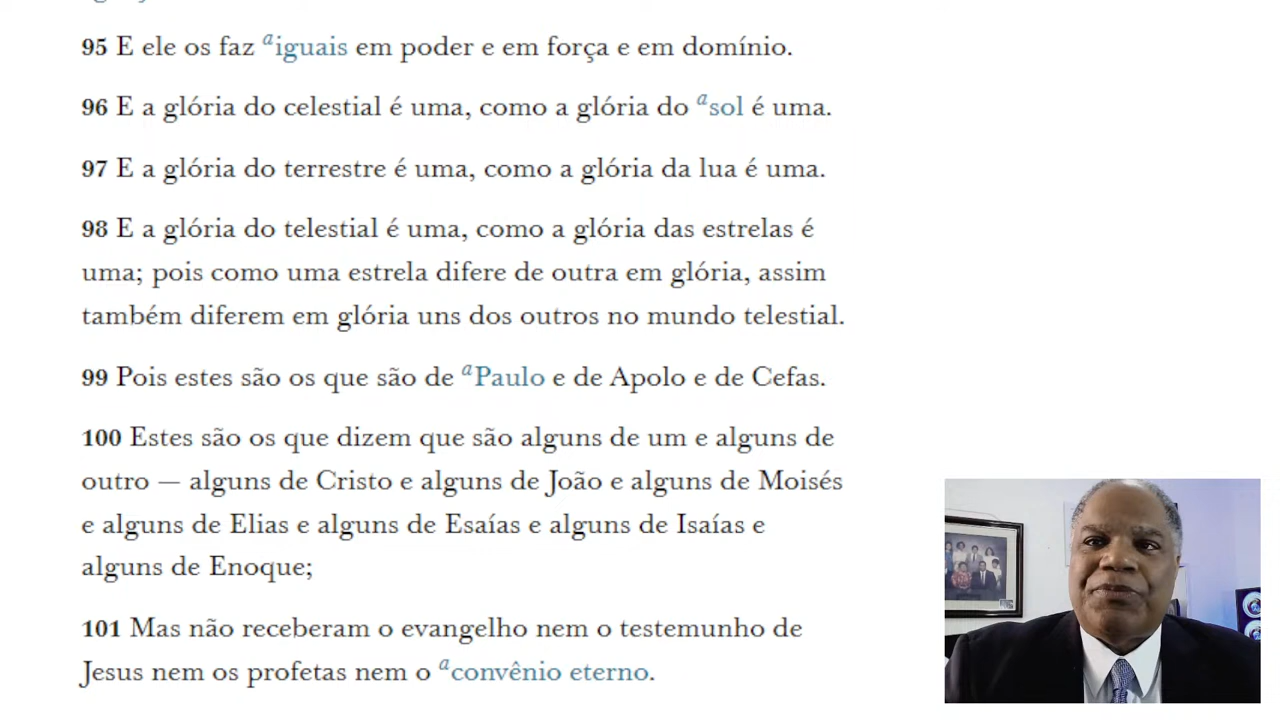 95 E ele os faz ᵃiguais em poder e em força e em domínio.
96 E a glória do celestial é uma, como a glória do ᵃsol é uma.
97 E a glória do terrestre é uma, como a glória da lua é uma.
98 E a glória do telestial é uma, como a glória das estrelas é
uma; pois como uma estrela difere de outra em glória, assim
também diferem em glória uns dos outros no mundo telestial.
99 Pois estes são os que são de ᵃPaulo e de Apolo e de Cefas.
100 Estes são os que dizem que são alguns de um e alguns de
outro — alguns de Cristo e alguns de João e alguns de Moisés
e alguns de Elias e alguns de Esaías e alguns de Isaías e
alguns de Enoque;
101 Mas não receberam o evangelho nem o testemunho de
Jesus nem os profetas nem o ᵃconvênio eterno.